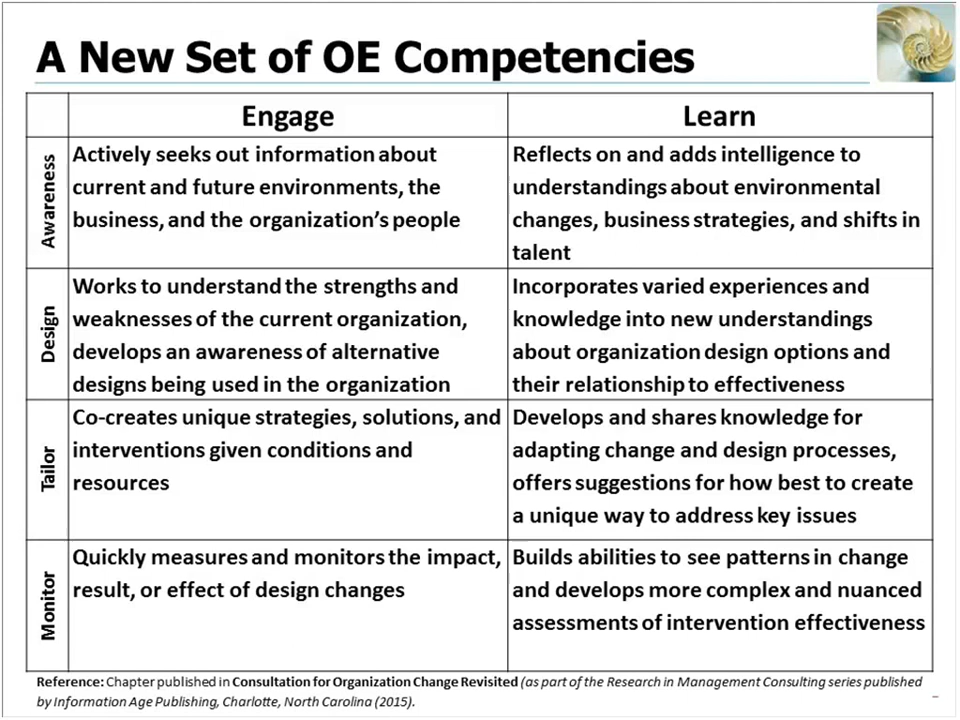 A New Set of OE Competencies
Engage
Learn
Awareness
Actively seeks out information about
current and future environments, the
business, and the organization's people
Reflects on and adds intelligence to
understandings about environmental
changes, business strategies, and shifts in
talent
Design
Works to understand the strengths and
weaknesses of the current organization,
develops an awareness of alternative
designs being used in the organization
Incorporates varied experiences and
knowledge into new understandings
about organization design options and
their relationship to effectiveness
Tailor
Co-creates unique strategies, solutions, and
interventions given conditions and
resources
Develops and shares knowledge for
adapting change and design processes,
offers suggestions for how best to create
a unique way to address key issues
Monitor
Quickly measures and monitors the impact,
result, or effect of design changes
Builds abilities to see patterns in change
and develops more complex and nuanced
assessments of intervention effectiveness
Reference: Chapter published in Consultation for Organization Change Revisited (as part of the Research in Management Consulting series published
by Information Age Publishing, Charlotte, North Carolina (2015).